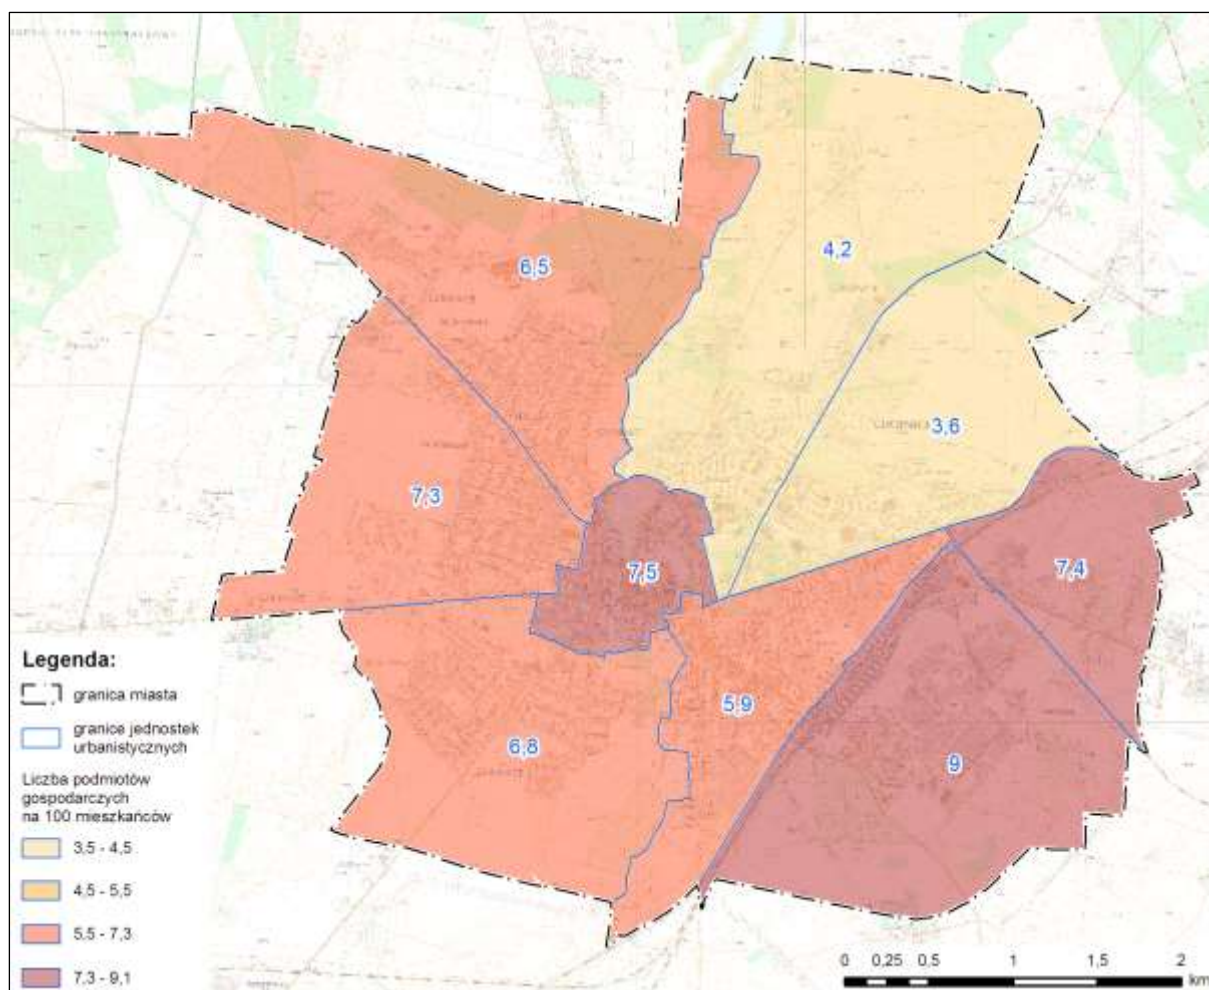 4,2
6,5
3,6
7,3
7,5
7,4
5,9
6,8
9
Legenda:
granica miasta
granice jednostek
urbanistycznych
Liczba podmiotów
gospodarczych
na 100 mieszkańców
3,5 - 4,5
4,5 - 5,5
5,5 - 7,3
7,3 - 9,1
0 0,25 0,5 1 1,5 2
km